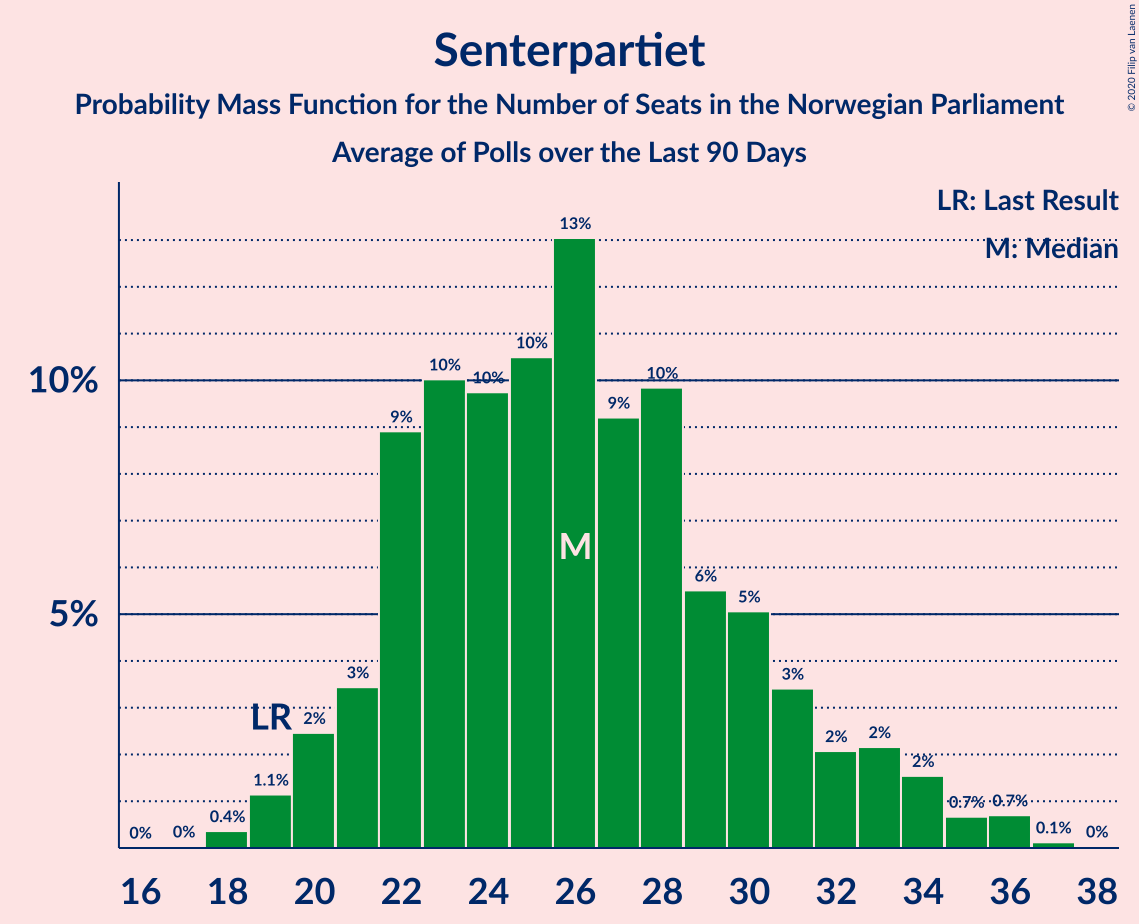 Senterpartiet
Probability Mass Function for the Number of Seats in the Norwegian Parliament
Average of Polls over the Last 90 Days
© 2020 Filip van Laenen
LR: Last Result
M: Median
10%
5%
0%
0%
0.4%
1.1%
LR
2%
3%
9%
10%
10%
10%
13%
M
9%
10%
6%
5%
3%
2%
2%
2%
0.7%
0.7%
0.1%
0%
16 18 20 22 24 26 28 30 32 34 36 38